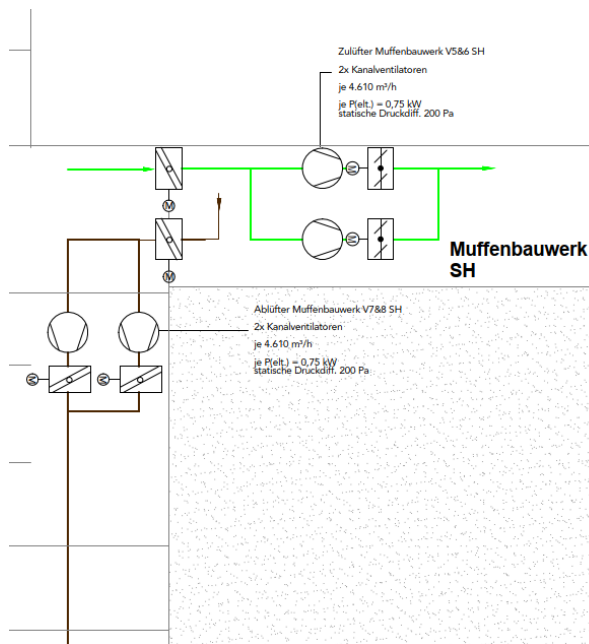 Zulüfter Muffenbauwerk V5&6 SH
2x Kanalventilatoren
je 4.610 m³/h
je P(elt.) = 0,75 kW
statische Druckdiff. 200 Pa
M
M
M
M
Muffenbauwerk
SH
Ablüfter Muffenbauwerk V7&8 SH
2x Kanalventilatoren
je 4.610 m³/h
je P(elt.) = 0,75 kW
statische Druckdiff. 200 Pa
M
M